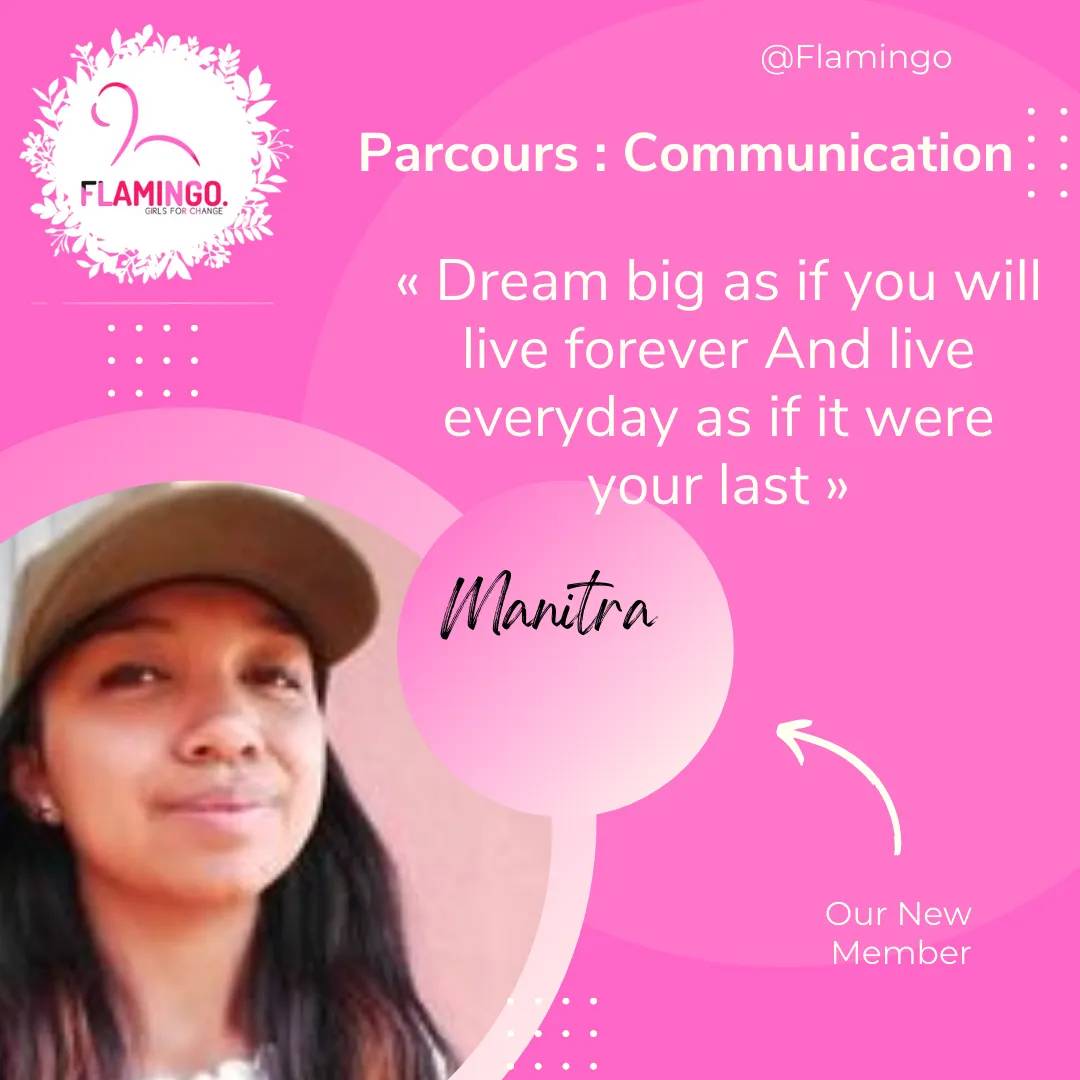 @Flamingo
FLAMINGO.
GIRLS FOR CHANGE
Parcours : Communication
« Dream big as if you will
live forever And live
everyday as if it were
your last »
Manitra
Our New
Member